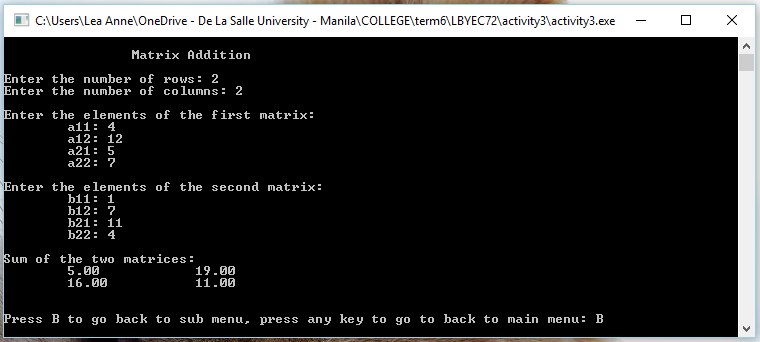 C:\Users\Lea Anne\OneDrive - De La Salle University - Manila\COLLEGE\term6\LBYEC72\activity3\activity3.exe
Matrix Addition
Enter the number of rows: 2
Enter the number of columns: 2
Enter the elements of the first matrix:
a11: 4
a12: 12
a21: 5
a22: 7
Enter the elements of the second matrix:
b11: 1
b12: 7
b21: 11
b22: 4
Sum of the two matrices:
5.00 19.00
16.00 11.00
Press B to go back to sub menu, press any key to go to back to main menu: B